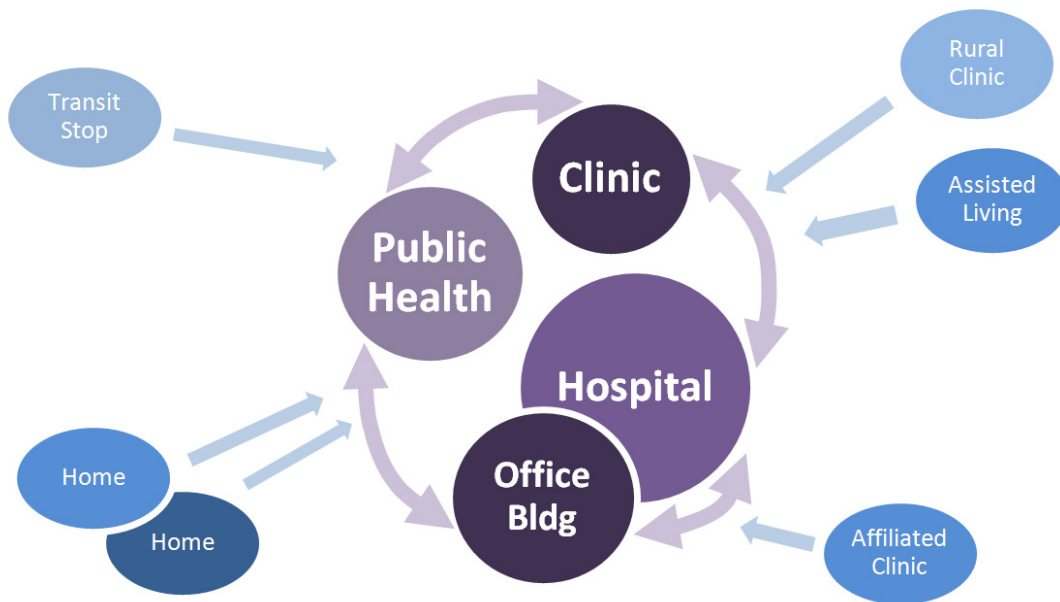 Transit
Stop
Rural
Clinic
Clinic
Assisted
Living
Public
Health
Hospital
Home
Home
Office
Bldg
Affiliated
Clinic